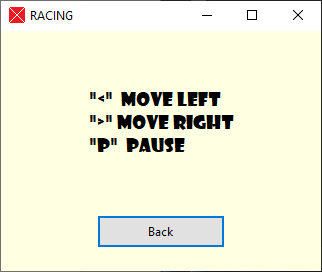 RACING
"<" MOVE LEFT
">" MOVE RIGHT
"P" PAUSE
Back